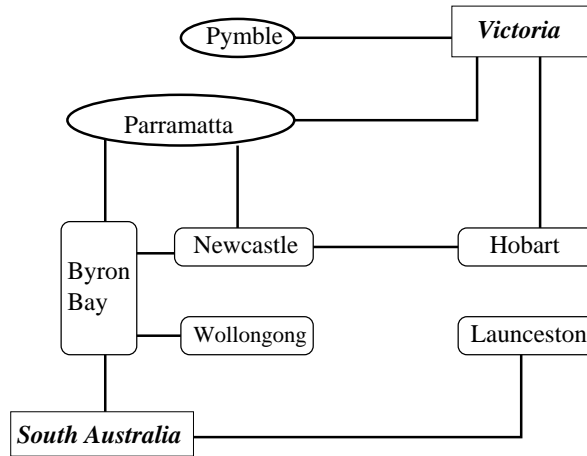 Pymble
Victoria
Parramatta
Newcastle
Hobart
Byron
Bay
Wollongong
Launceston
South Australia